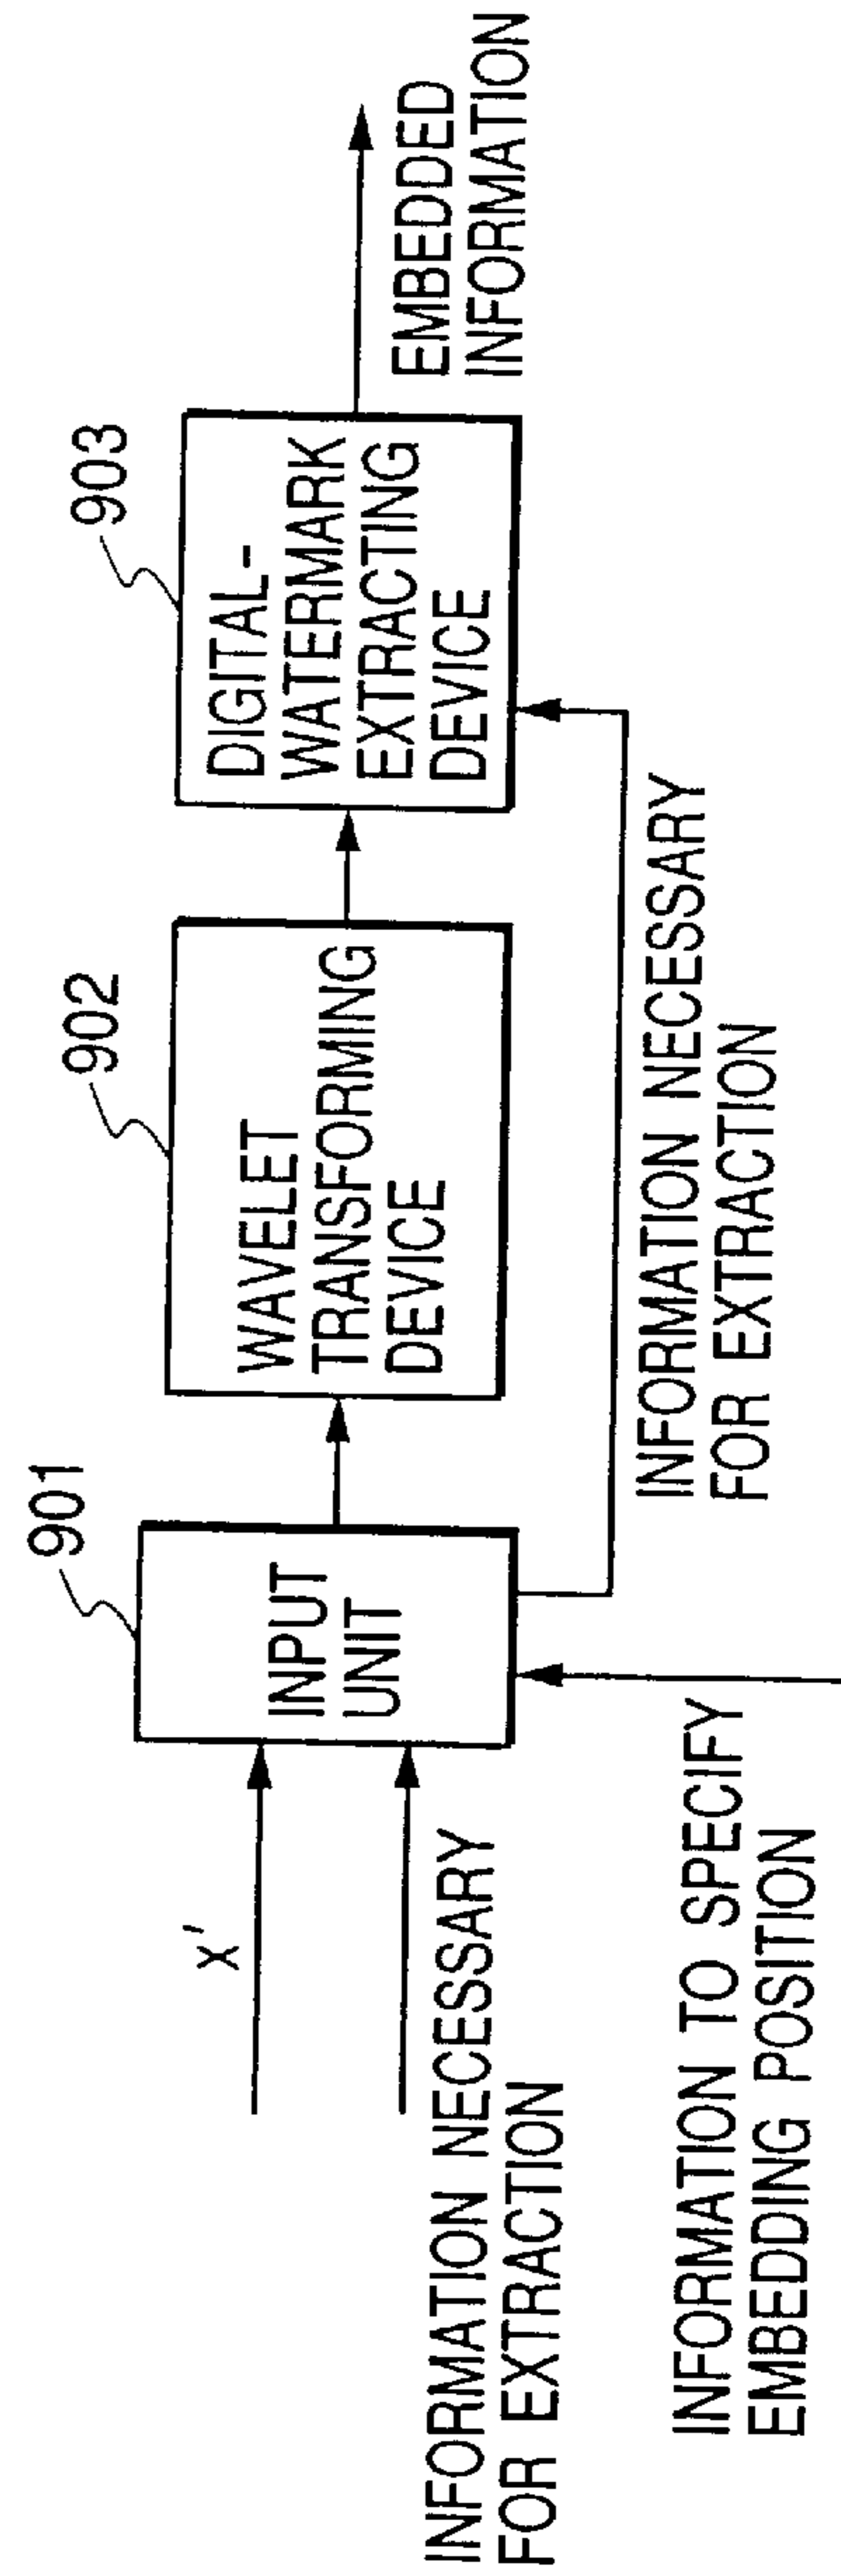 901
902
903
x'
INPUT
UNIT
WAVELET
TRANSFORMING
DEVICE
DIGITAL-
WATERMARK
EXTRACTING
DEVICE
EMBEDDED
INFORMATION
INFORMATION NECESSARY
FOR EXTRACTION
INFORMATION NECESSARY
FOR EXTRACTION
INFORMATION TO SPECIFY
EMBEDDING POSITION